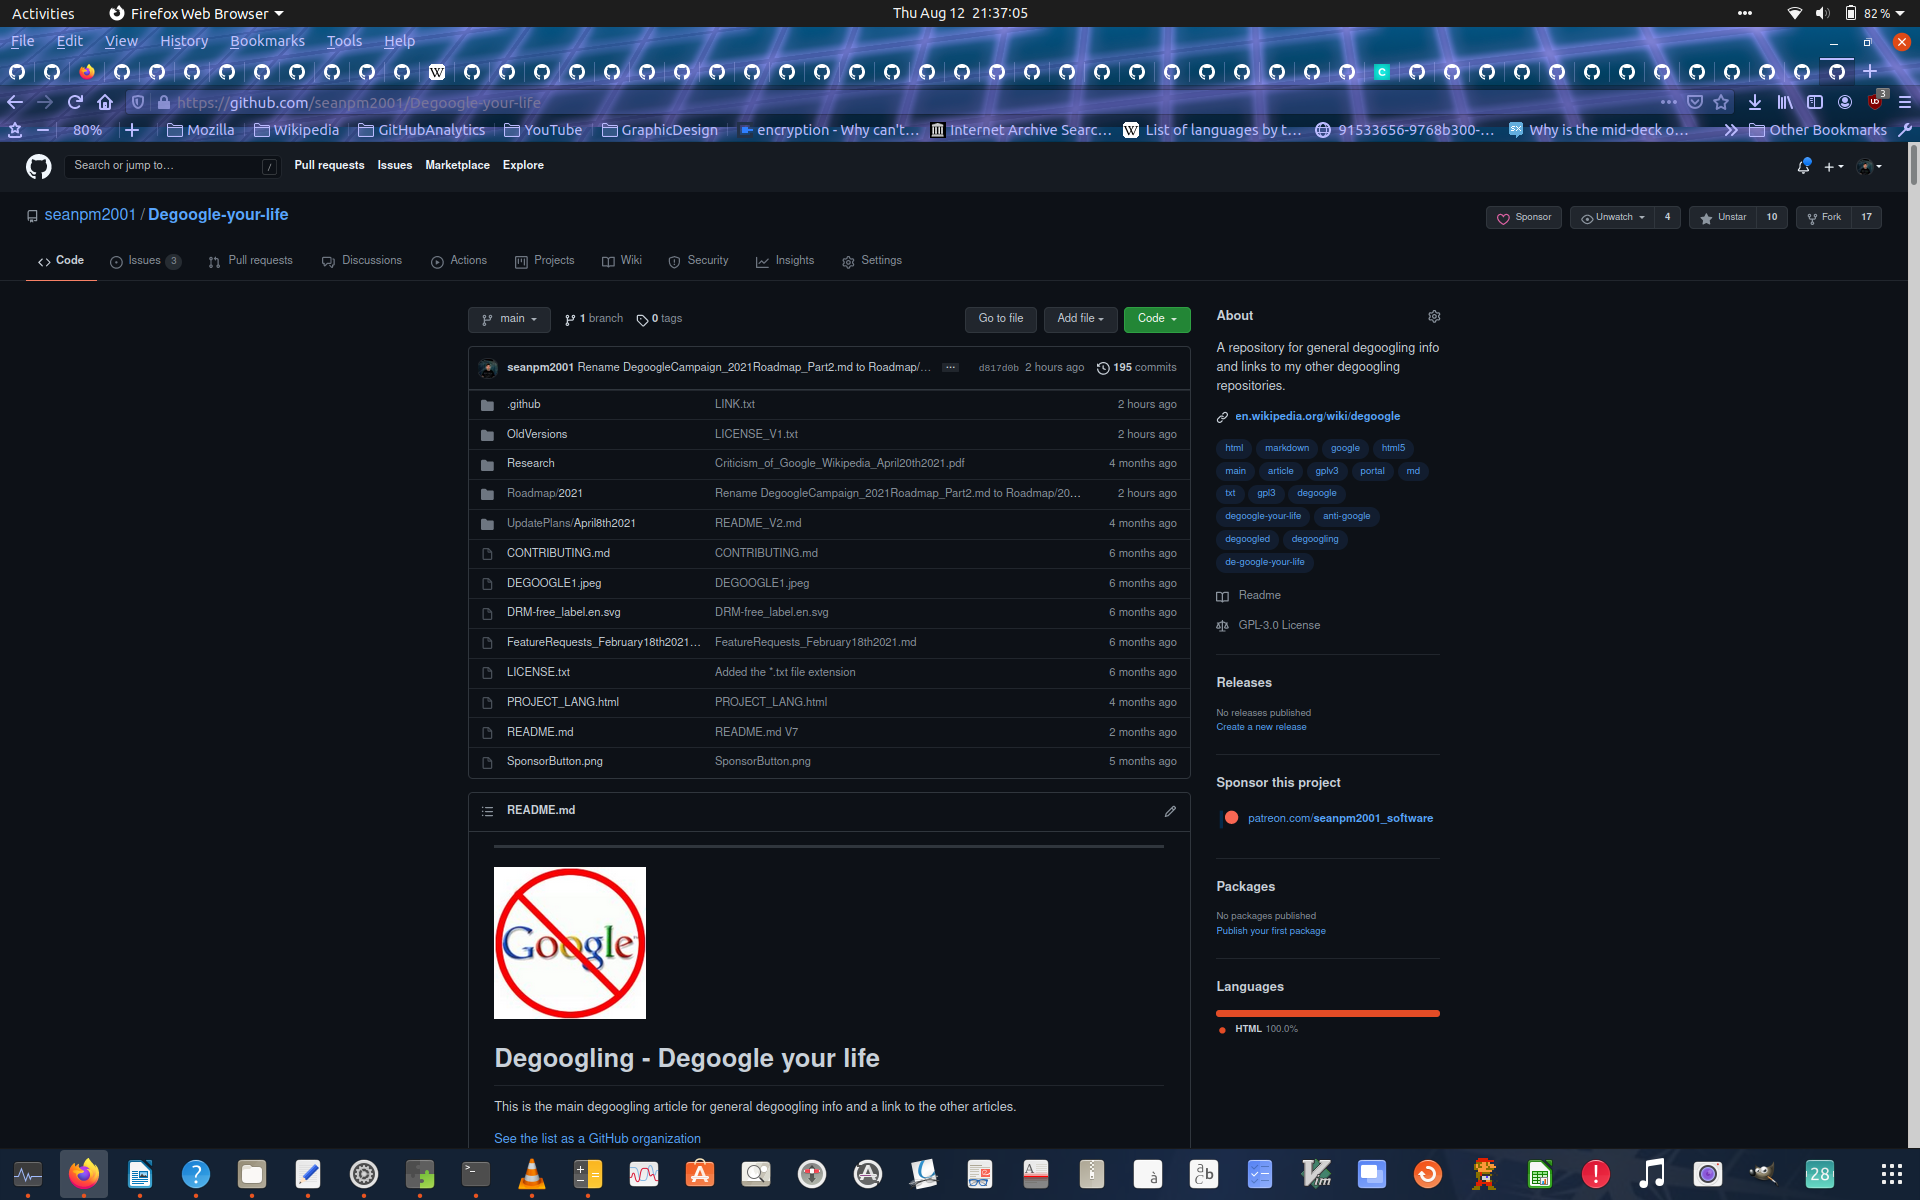 Activities Firefox Web Browser Thu Aug 12 21:37:05 82 %
File Edit View History Bookmarks Tools Help
https://github.com/seanpm2001/Degoogle-your-life 3
80% Mozilla Wikipedia GitHubAnalytics YouTube GraphicDesign encryption - Why can't… Internet Archive Searc… List of languages by t… 91533656-9768b300-… Why is the mid-deck o… Other Bookmarks
Search or jump to… / Pull requests Issues Marketplace Explore
seanpm2001 / Degoogle-your-life Sponsor Unwatch 4 Unstar 10 Fork 17
Code Issues 3 Pull requests Discussions Actions Projects Wiki Security Insights Settings
main 1 branch 0 tags Go to file Add file Code
seanpm2001 Rename DegoogleCampaign_2021Roadmap_Part2.md to Roadmap/… d817d0b 2 hours ago 195 commits
.github LINK.txt 2 hours ago
OldVersions LICENSE_V1.txt 2 hours ago
Research Criticism_of_Google_Wikipedia_April20th2021.pdf 4 months ago
Roadmap/2021 Rename DegoogleCampaign_2021Roadmap_Part2.md to Roadmap/20… 2 hours ago
UpdatePlans/April8th2021 README_V2.md 4 months ago
CONTRIBUTING.md CONTRIBUTING.md 6 months ago
DEGOOGLE1.jpeg DEGOOGLE1.jpeg 6 months ago
DRM-free_label.en.svg DRM-free_label.en.svg 6 months ago
FeatureRequests_February18th2021… FeatureRequests_February18th2021.md 6 months ago
LICENSE.txt Added the *.txt file extension 6 months ago
PROJECT_LANG.html PROJECT_LANG.html 4 months ago
README.md README.md V7 2 months ago
SponsorButton.png SponsorButton.png 5 months ago
README.md
Google
Degoogling - Degoogle your life
This is the main degoogling article for general degoogling info and a link to the other articles.
See the list as a GitHub organization
About
A repository for general degoogling info
and links to my other degoogling
repositories.
en.wikipedia.org/wiki/degoogle
html markdown google html5
main article gplv3 portal md
txt gpl3 degoogle
degoogle-your-life anti-google
degoogled degoogling
de-google-your-life
Readme
GPL-3.0 License
Releases
No releases published
Create a new release
Sponsor this project
patreon.com/seanpm2001_software
Packages
No packages published
Publish your first package
Languages
HTML 100.0%
28